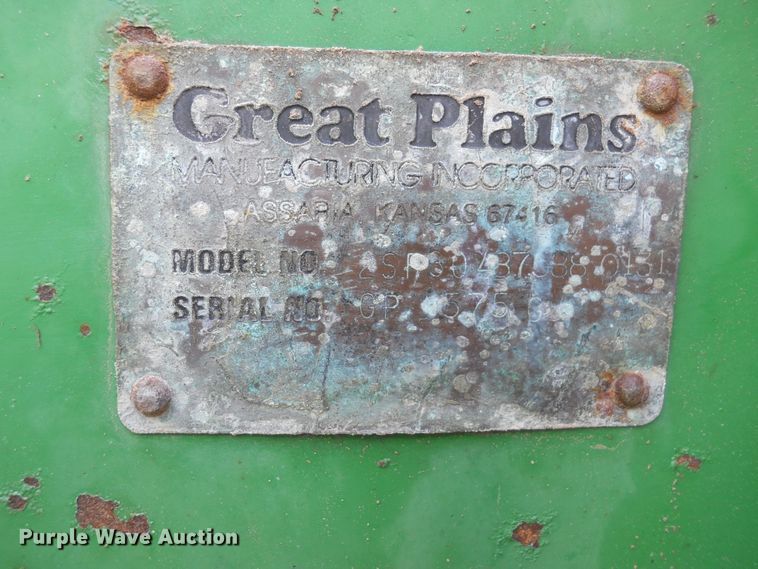 Great Plains
MANUFACTURING INCORPORATED
ASSARIA, KANSAS 67416
MODEL NO.
SERIAL NO.
Purple Wave Auction